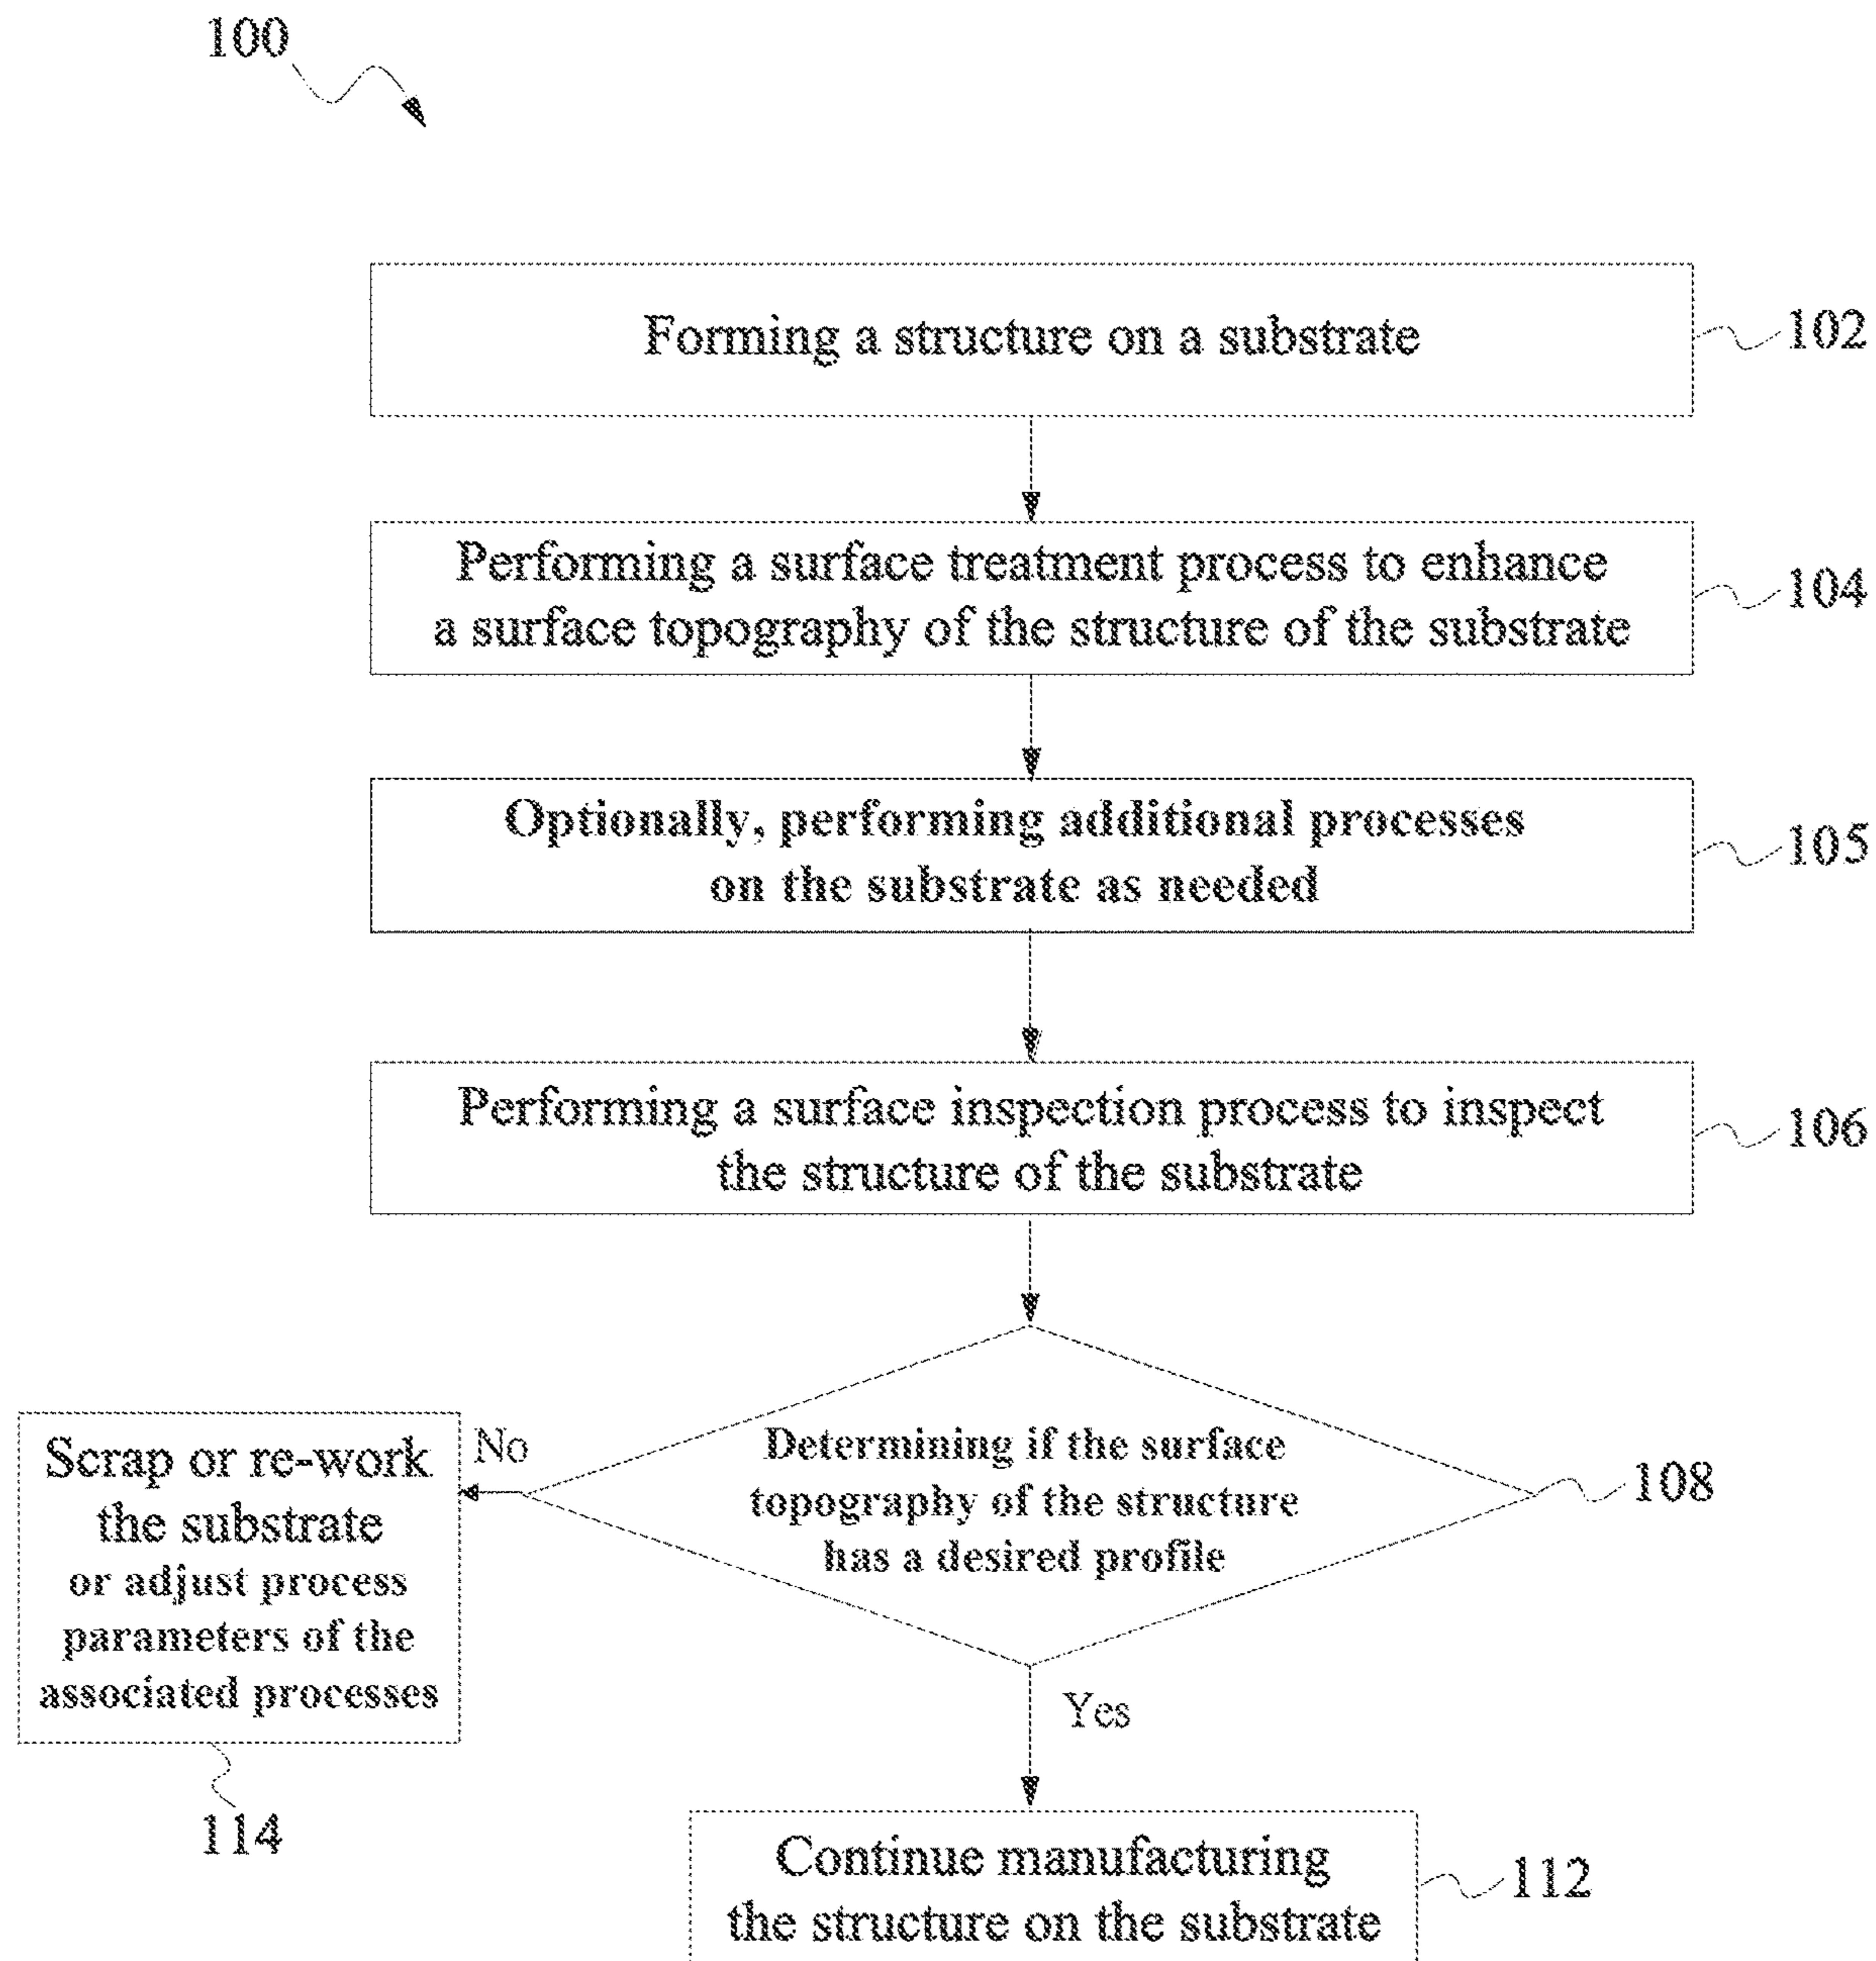 100
Forming a structure on a substrate
102
Performing a surface treatment process to enhance
a surface topography of the structure of the substrate
104
Optionally, performing additional processes
on the substrate as needed
105
Performing a surface inspection process to inspect
the structure of the substrate
106
Determining if the surface
topography of the structure
has a desired profile
108
No
Scrap or re-work
the substrate
or adjust process
parameters of the
associated processes
114
Yes
Continue manufacturing
the structure on the substrate
112